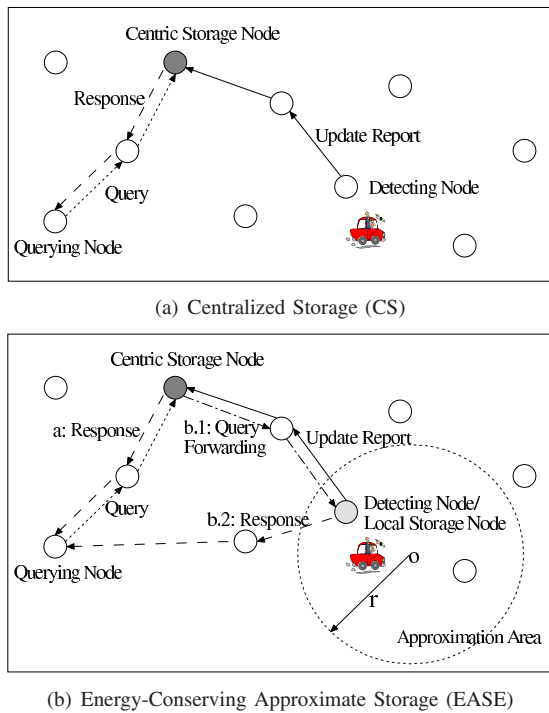 Centric Storage Node
Response
Update Report
Query
Detecting Node
Querying Node
(a) Centralized Storage (CS)
Centric Storage Node
a: Response
b.1: Query
Forwarding
Update Report
Query
b.2: Response
Detecting Node/
Local Storage Node
Querying Node
o
r
Approximation Area
(b) Energy-Conserving Approximate Storage (EASE)